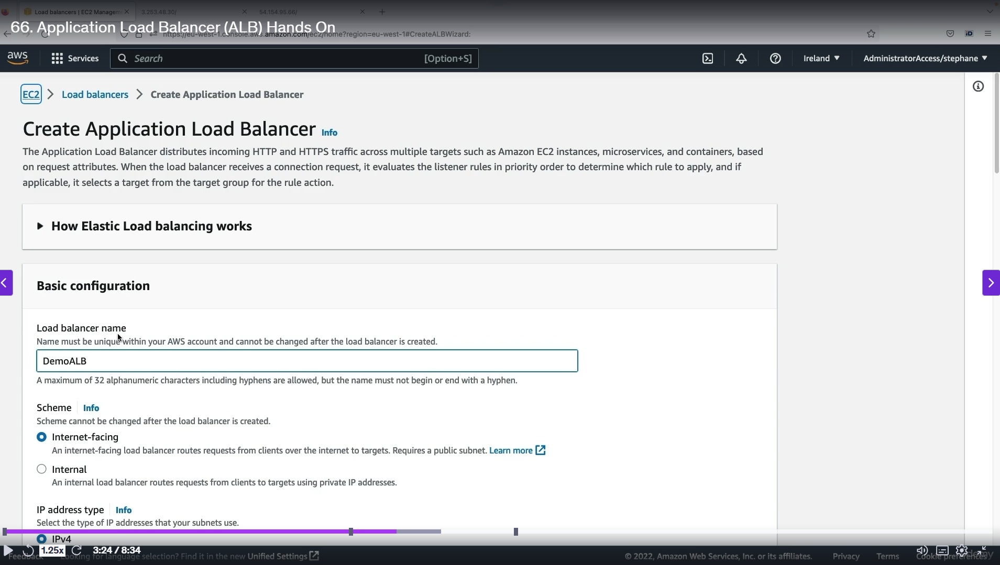 Load balancers | EC2 Managem
3.253.48.30/
54.154.95.66/
66. Application Load Balancer (ALB) Hands On
https://eu-west-1.console.aws.amazon.com/ec2/home?region=eu-west-1#CreateALBWizard:
aws
Services
Search
[Option+S]
Ireland
AdministratorAccess/stephane
EC2
Load balancers
Create Application Load Balancer
Create Application Load Balancer Info
The Application Load Balancer distributes incoming HTTP and HTTPS traffic across multiple targets such as Amazon EC2 instances, microservices, and containers, based
on request attributes. When the load balancer receives a connection request, it evaluates the listener rules in priority order to determine which rule to apply, and if
applicable, it selects a target from the target group for the rule action.
How Elastic Load balancing works
Basic configuration
Load balancer name
Name must be unique within your AWS account and cannot be changed after the load balancer is created.
DemoALB
A maximum of 32 alphanumeric characters including hyphens are allowed, but the name must not begin or end with a hyphen.
Scheme Info
Scheme cannot be changed after the load balancer is created.
Internet-facing
An internet-facing load balancer routes requests from clients over the internet to targets. Requires a public subnet. Learn more
Internal
An internal load balancer routes requests from clients to targets using private IP addresses.
IP address type Info
Select the type of IP addresses that your subnets use.
IPv4
1.25x
3:24 / 8:34
Feedback
Looking for language selection? Find it in the new Unified Settings
© 2022, Amazon Web Services, Inc. or its affiliates.
Privacy
Terms
Cookie preferences